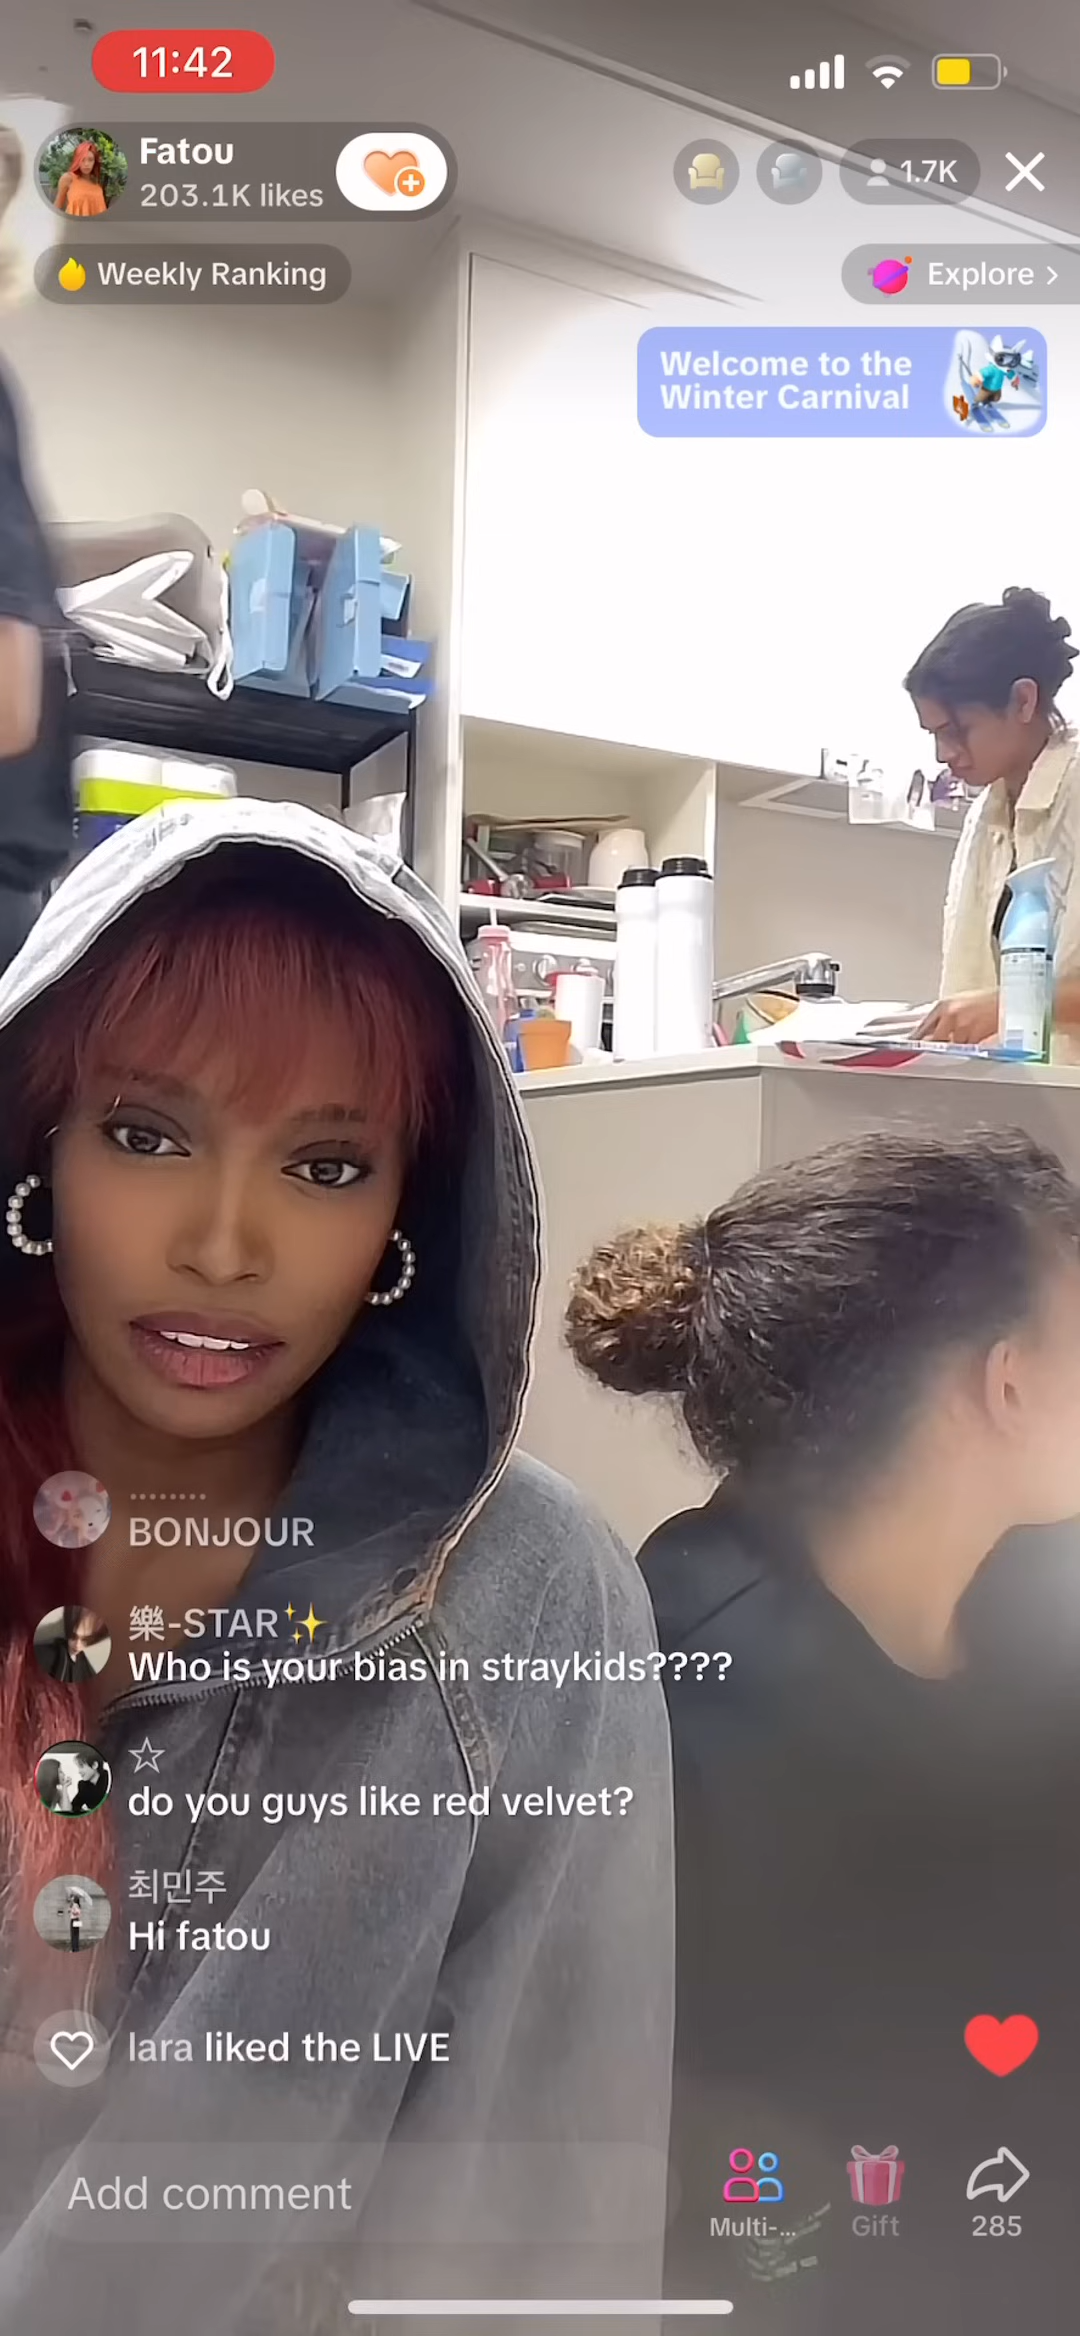 11:42
Fatou
203.1K likes
1.7K
Weekly Ranking
Explore >
Welcome to the
Winter Carnival
........
BONJOUR
樂-STAR✨
Who is your bias in straykids????
☆
do you guys like red velvet?
최민주
Hi fatou
lara liked the LIVE
Add comment
Multi-...
Gift
285